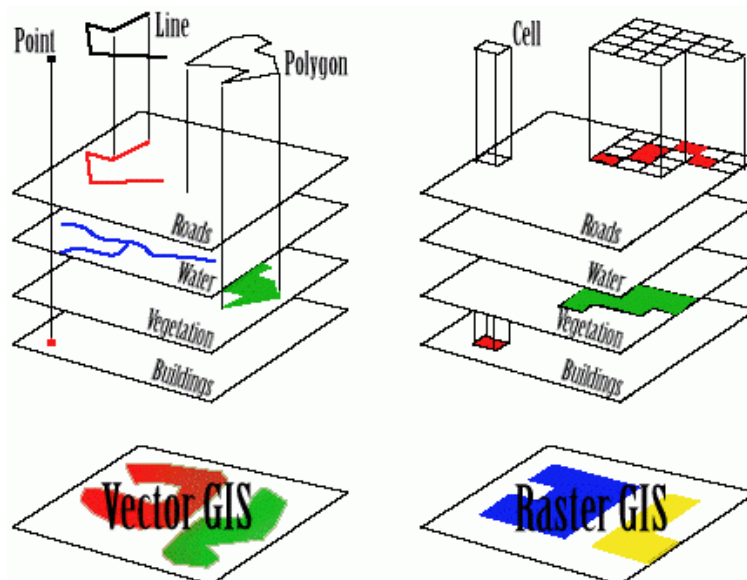 Point
Line
Polygon
Roads
Water
Vegetation
Buildings
Vector GIS
Cell
Roads
Water
Vegetation
Buildings
Raster GIS